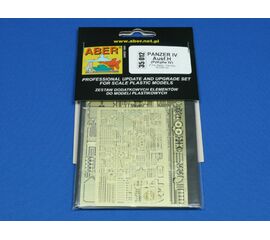 www.aber.net.pl
ABER
35 082
PANZER IV
Ausf.H
PROFESSIONAL UPDATE AND UPGRADE SET
FOR SCALE PLASTIC MODELS
ZESTAW DODATKOWYCH ELEMENTÓW
DO MODELI PLASTIKOWYCH